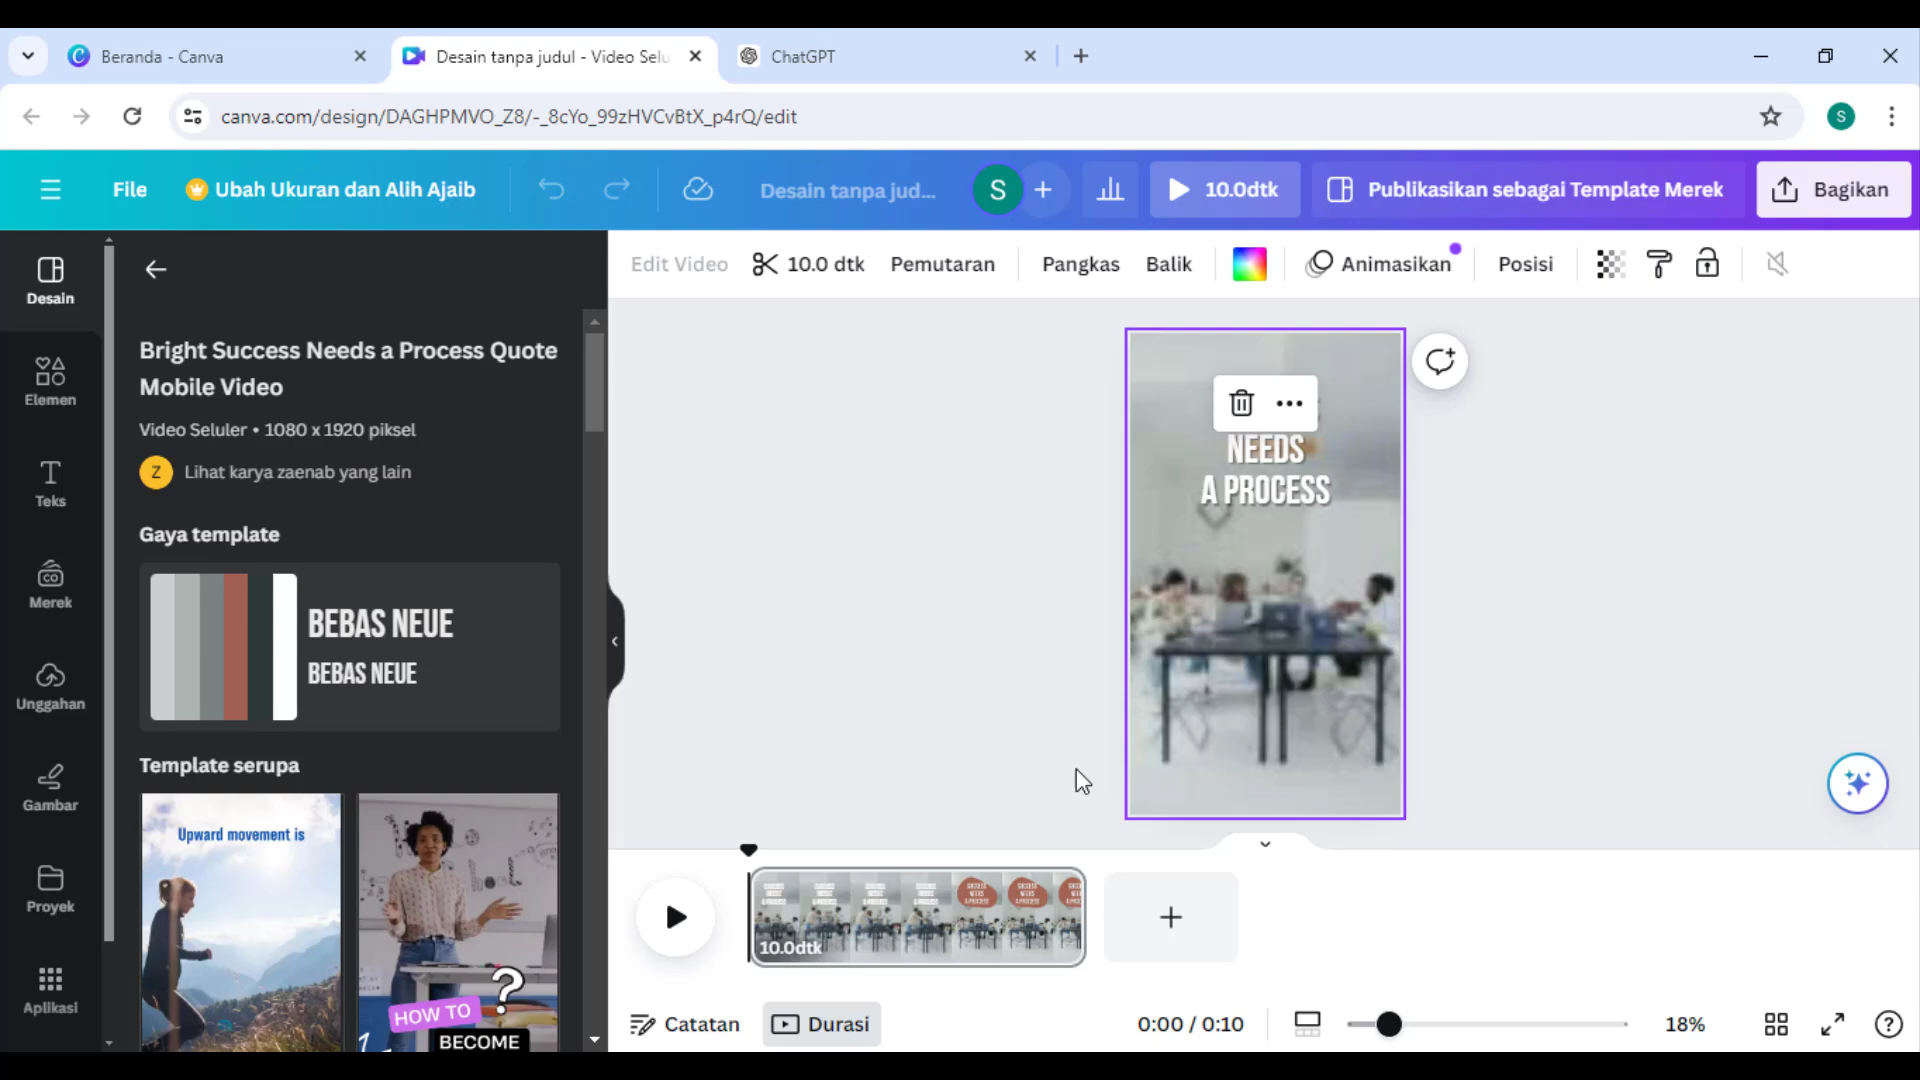 Beranda - Canva
Desain tanpa judul - Video Selu
ChatGPT
canva.com/design/DAGHPMVO_Z8/-_8cYo_99zHVCvBtX_p4rQ/edit
S
File
Ubah Ukuran dan Alih Ajaib
Desain tanpa jud...
S
10.0dtk
Publikasikan sebagai Template Merek
Bagikan
Edit Video
10.0 dtk
Pemutaran
Pangkas
Balik
Animasikan
Posisi
Desain
Elemen
Teks
Merek
Unggahan
Gambar
Proyek
Aplikasi
Bright Success Needs a Process Quote
Mobile Video
Video Seluler • 1080 x 1920 piksel
Z
Lihat karya zaenab yang lain
Gaya template
BEBAS NEUE
BEBAS NEUE
Template serupa
Upward movement is
HOW TO
?
BECOME
NEEDS
A PROCESS
SUCCESS
NEEDS
A PROCESS
10.0dtk
Catatan
Durasi
0:00 / 0:10
18%